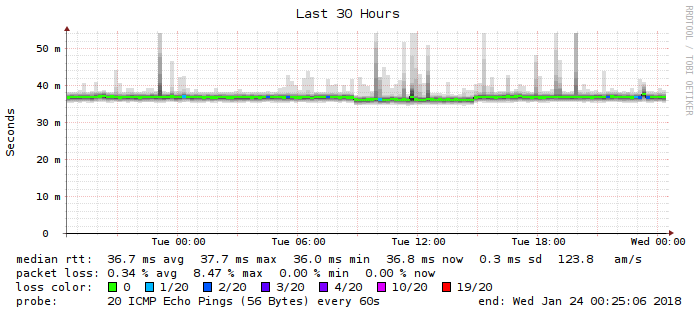 Last 30 Hours
RRDTOOL / TOBI OETIKER
Seconds
50 m
40 m
30 m
20 m
10 m
0
Tue 00:00 Tue 06:00 Tue 12:00 Tue 18:00 Wed 00:00
median rtt: 36.7 ms avg 37.7 ms max 36.0 ms min 36.8 ms now 0.3 ms sd 123.8 am/s
packet loss: 0.34 % avg 8.47 % max 0.00 % min 0.00 % now
loss color: 0 1/20 2/20 3/20 4/20 10/20 19/20
probe: 20 ICMP Echo Pings (56 Bytes) every 60s end: Wed Jan 24 00:25:06 2018